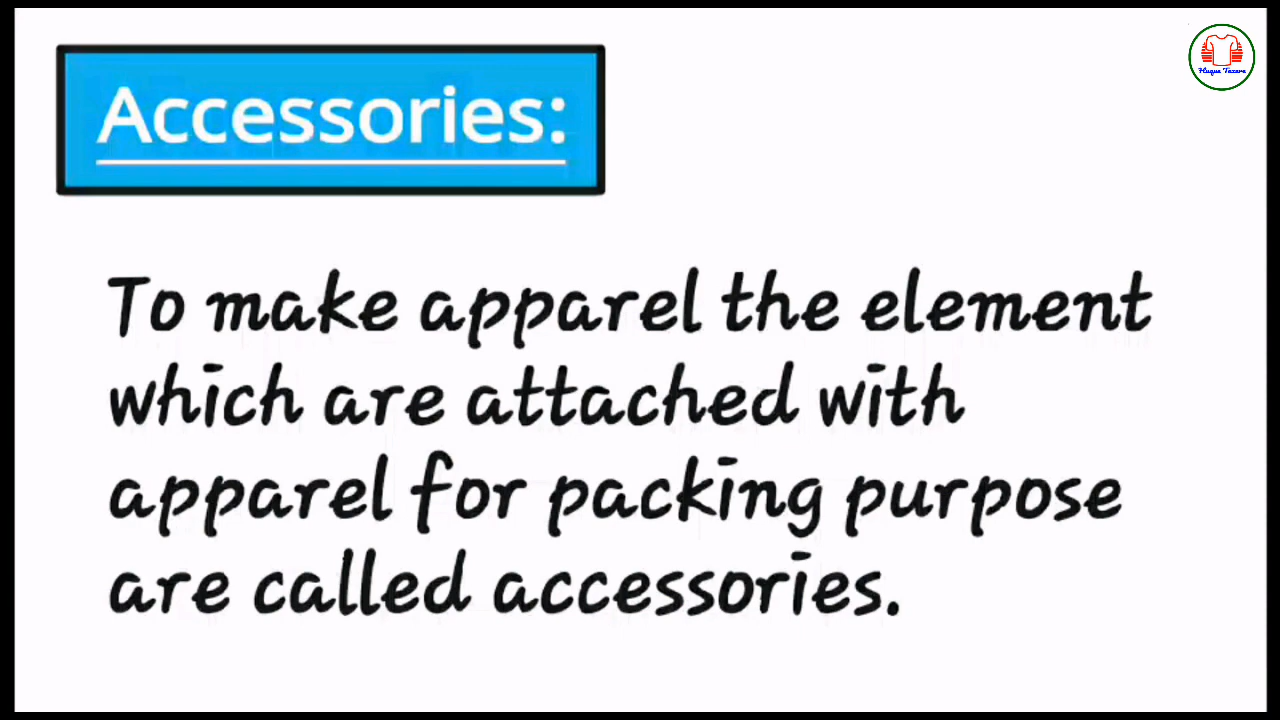 Accessories:
To make apparel the element
which are attached with
apparel for packing purpose
are called accessories.